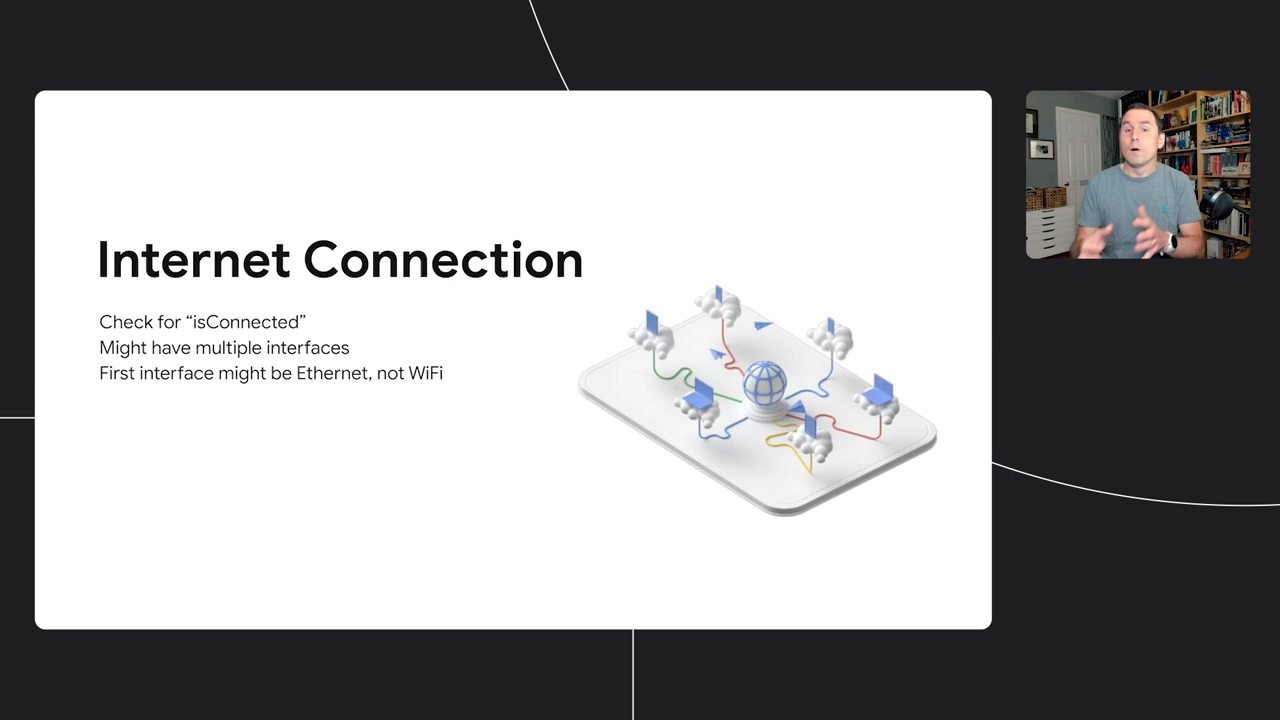 Internet Connection
Check for “isConnected”
Might have multiple interfaces
First interface might be Ethernet, not WiFi